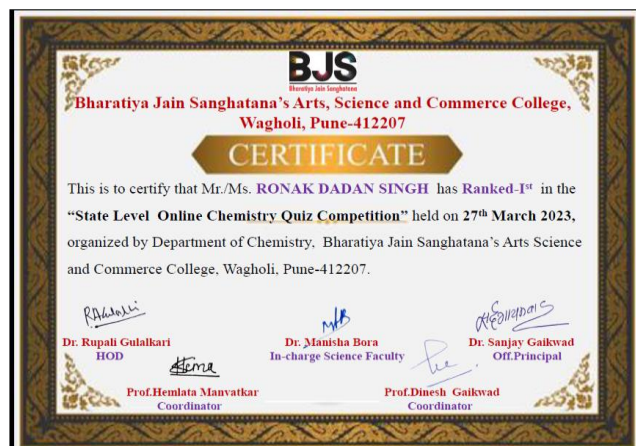 BJS
Bharatiya Jain Sanghatana
Bharatiya Jain Sanghatana's Arts, Science and Commerce College,
Wagholi, Pune-412207
CERTIFICATE
This is to certify that Mr./Ms. RONAK DADAN SINGH has Ranked-Ist in the
“State Level Online Chemistry Quiz Competition” held on 27th March 2023,
organized by Department of Chemistry, Bharatiya Jain Sanghatana's Arts Science
and Commerce College, Wagholi, Pune-412207.
Dr. Rupali Gulalkari
HOD
Dr. Manisha Bora
In-charge Science Faculty
Dr. Sanjay Gaikwad
Off.Principal
Hema
Prof.Hemlata Manvatkar
Coordinator
Prof.Dinesh Gaikwad
Coordinator